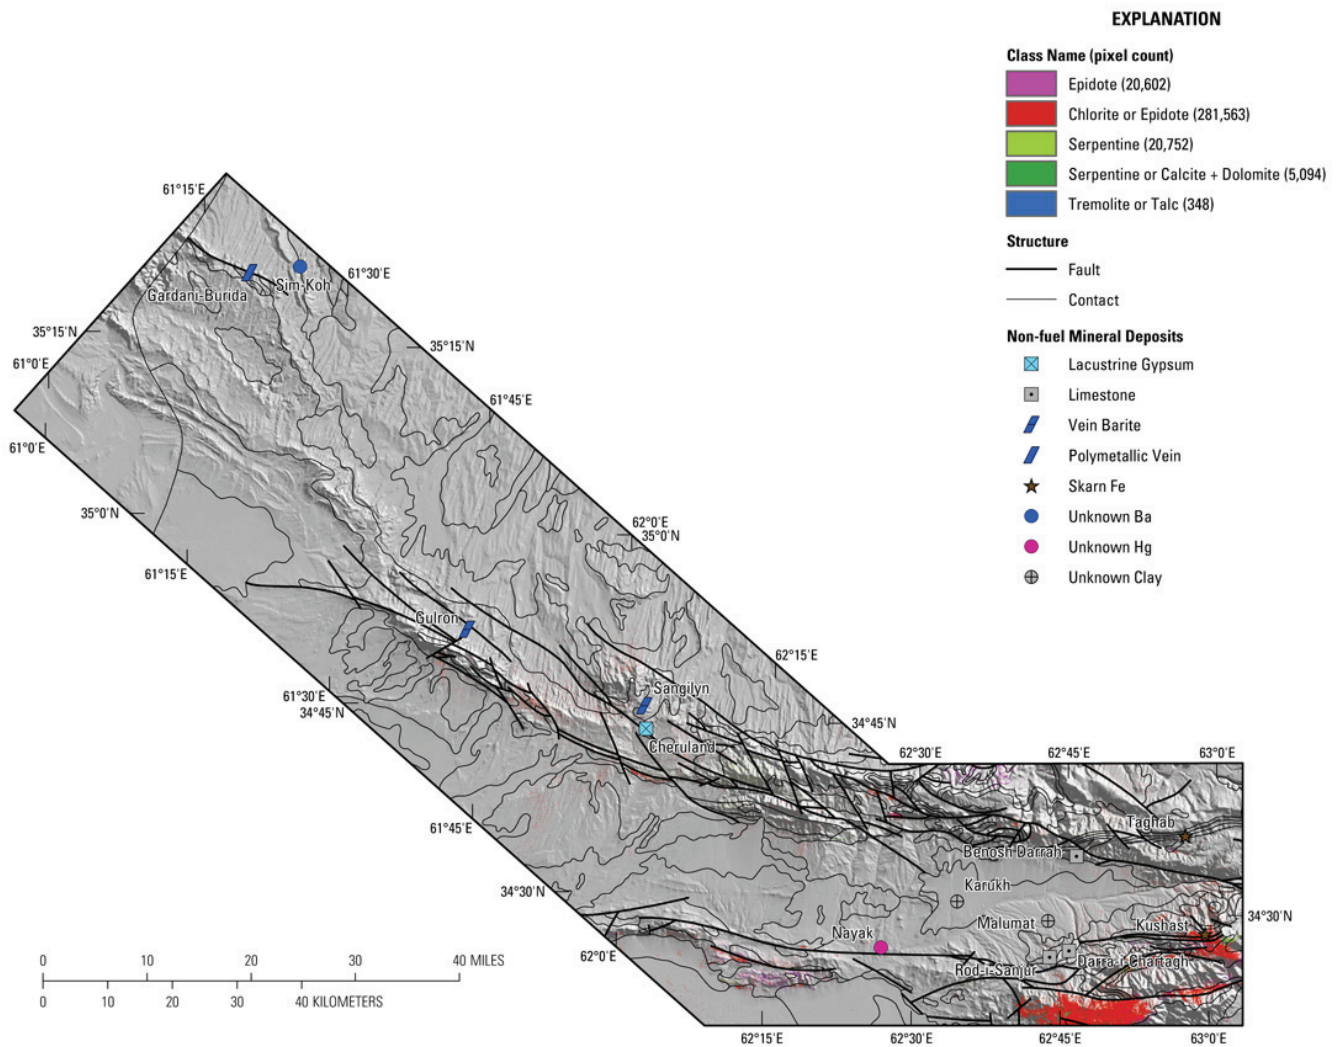 EXPLANATION
Class Name (pixel count)
Epidote (20,602)
Chlorite or Epidote (281,563)
Serpentine (20,752)
Serpentine or Calcite + Dolomite (5,094)
Tremolite or Talc (348)
Structure
Fault
Contact
Non-fuel Mineral Deposits
Lacustrine Gypsum
Limestone
Vein Barite
Polymetallic Vein
Skarn Fe
Unknown Ba
Unknown Hg
Unknown Clay
61°15'E
61°30'E
Sim-Koh
Gardani-Burida
35°15'N
35°15'N
61°0'E
61°45'E
61°0'E
35°0'N
62°0'E
35°0'N
61°15'E
Gulron
62°15'E
Sangilyn
61°30'E
34°45'N
34°45'N
Cheruland
62°30'E
62°45'E
63°0'E
Taghab
61°45'E
Benosh Darrah
Karukh
34°30'N
34°30'N
Malumat
Kushast
Nayak
62°0'E
Darra-i-Chartagh
Rod-i-Sanjur
0 10 20 30 40 MILES
0 10 20 30 40 KILOMETERS
62°15'E
62°30'E
62°45'E
63°0'E